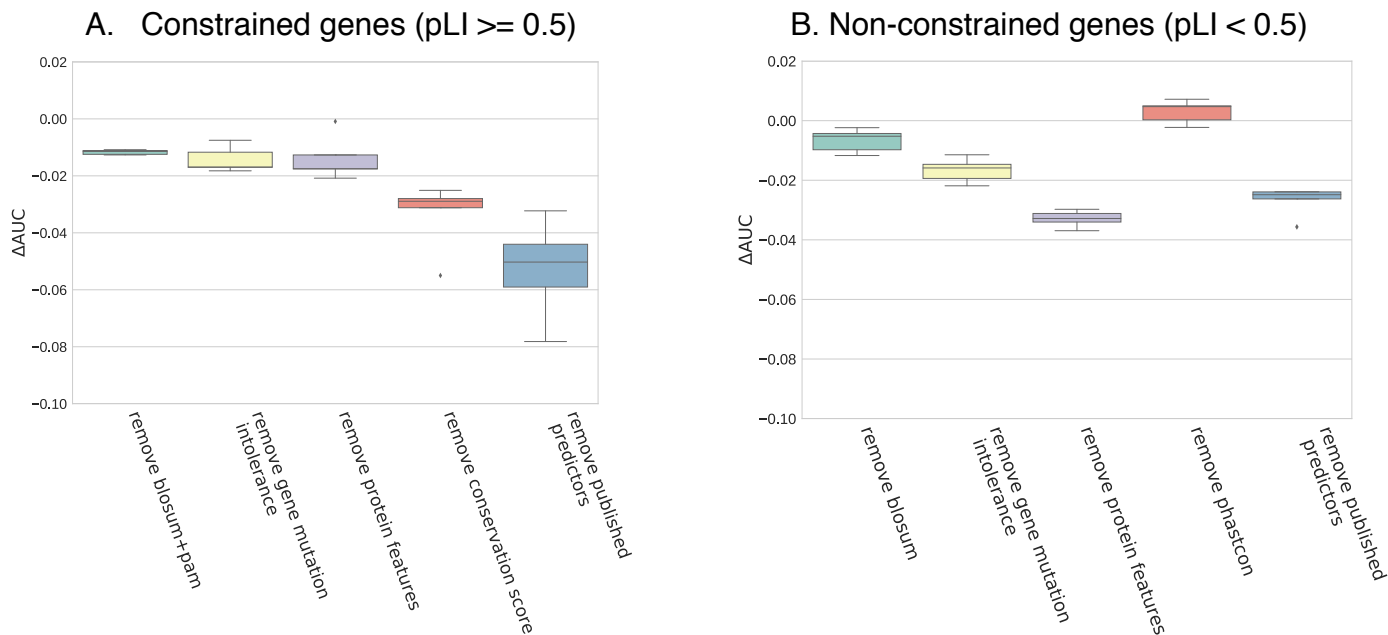 A. Constrained genes (pLI >= 0.5)
0.02
0.00
−0.02
−0.04
−0.06
−0.08
−0.10
ΔAUC
remove blosum+pam
remove gene mutation
intolerance
remove protein features
remove conservation score
remove published
predictors
B. Non-constrained genes (pLI < 0.5)
0.02
0.00
−0.02
−0.04
−0.06
−0.08
−0.10
ΔAUC
remove blosum
remove gene mutation
intolerance
remove protein features
remove phastcon
remove published
predictors